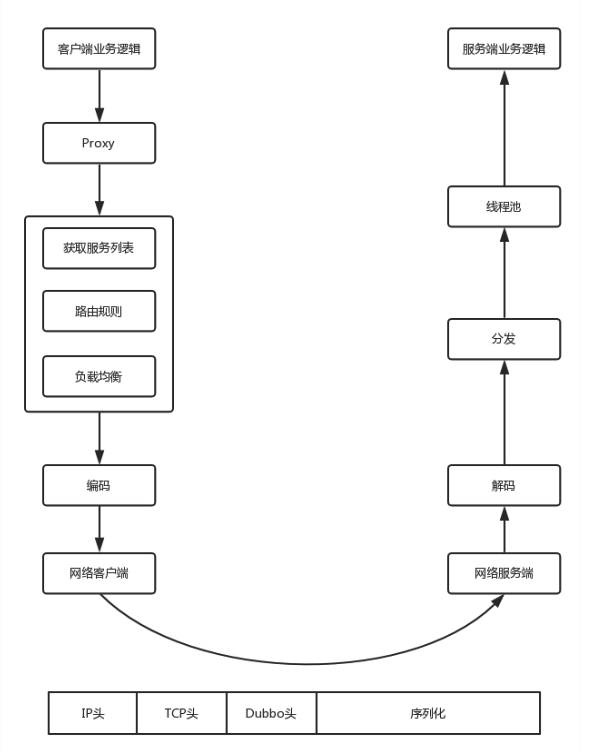 客户端业务逻辑
Proxy
获取服务列表
路由规则
负载均衡
编码
网络客户端
服务端业务逻辑
线程池
分发
解码
网络服务端
IP头 TCP头 Dubbo头 序列化